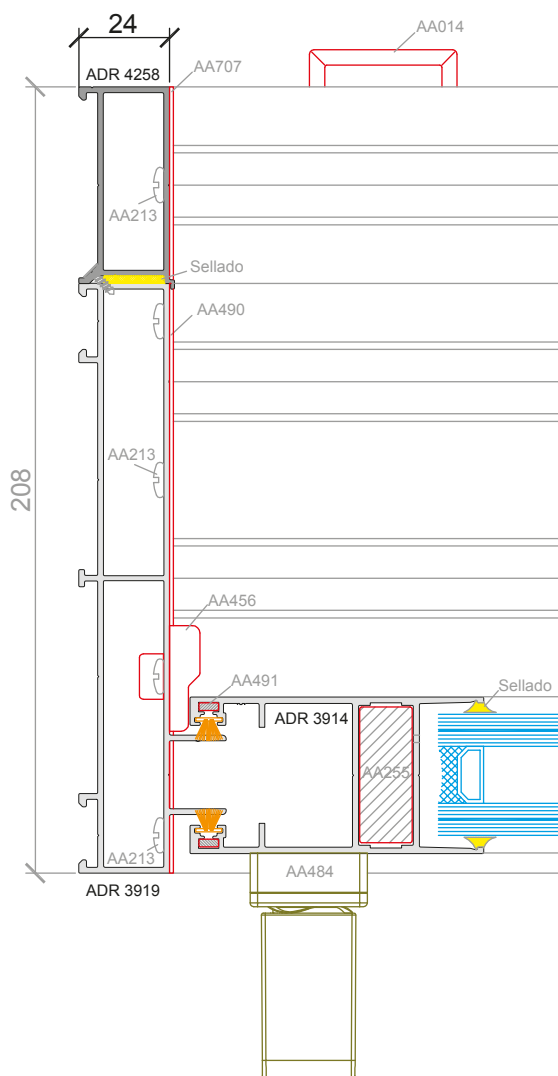 24
AA014
ADR 4258
AA707
AA213
Sellado
AA490
AA213
208
AA456
AA491
Sellado
ADR 3914
AA255
AA213
AA484
ADR 3919